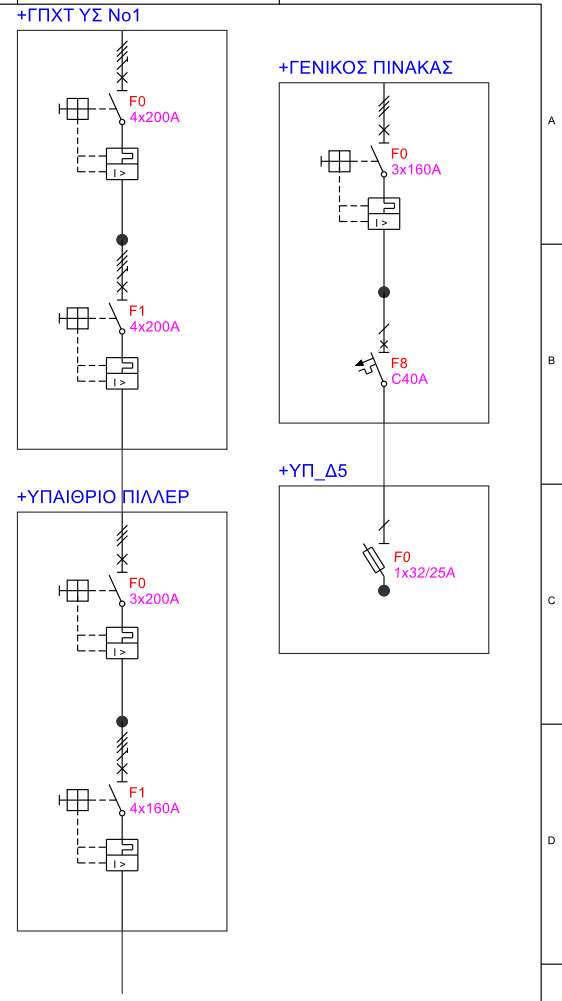 +ΓΠΧΤ ΥΣ Νο1
F0
4x200A
I >
F1
4x200A
I >
+ΥΠΑΙΘΡΙΟ ΠΙΛΛΕΡ
F0
3x200A
I >
F1
4x160A
I >
+ΓΕΝΙΚΟΣ ΠΙΝΑΚΑΣ
F0
3x160A
I >
F8
C40A
+ΥΠ_Δ5
F0
1x32/25A
A
B
C
D